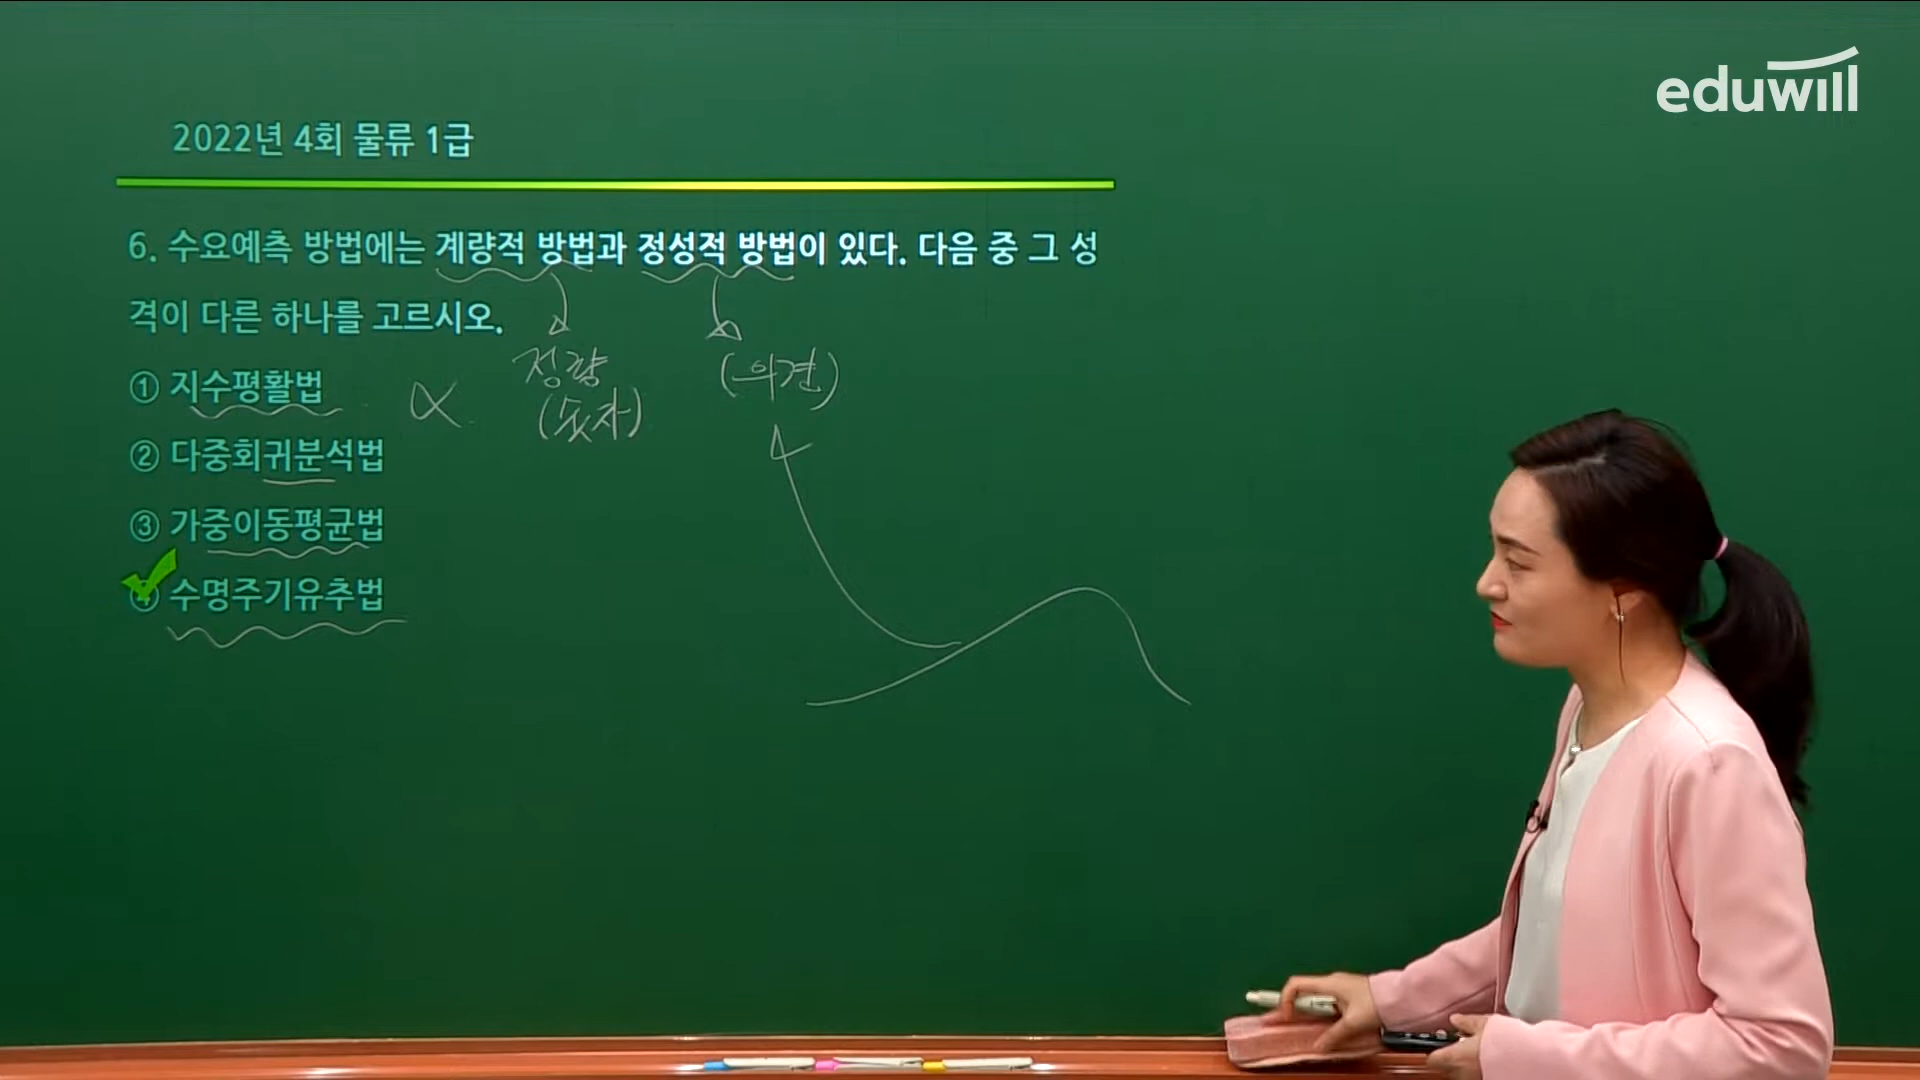 eduwill
2022년 4회 물류 1급
6. 수요예측 방법에는 계량적 방법과 정성적 방법이 있다. 다음 중 그 성
격이 다른 하나를 고르시오.
① 지수평활법
α
정량
(숫자)
(의견)
② 다중회귀분석법
③ 가중이동평균법
④ 수명주기유추법